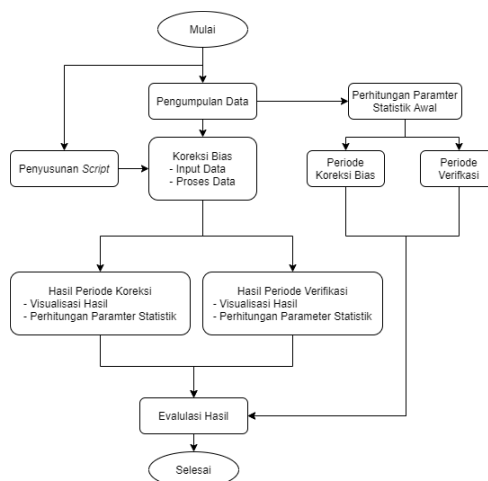 Mulai
Pengumpulan Data
Perhitungan Paramter
Statistik Awal
Penyusunan Script
Koreksi Bias
- Input Data
- Proses Data
Periode
Koreksi Bias
Periode
Verifkasi
Hasil Periode Koreksi
- Visualisasi Hasil
- Perhitungan Paramter Statistik
Hasil Periode Verifikasi
- Visualisasi Hasil
- Perhitungan Parameter Statistik
Evalulasi Hasil
Selesai